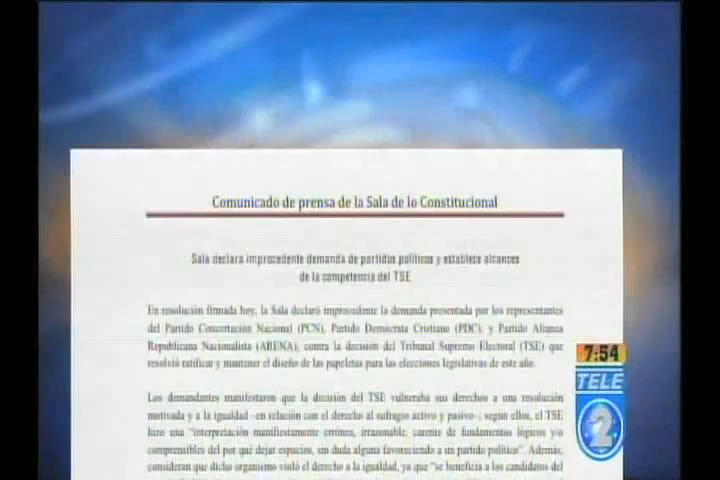 Comunicado de prensa de la Sala de lo Constitucional
Sala declara improcedente demanda de partidos políticos y establece alcances
de la competencia del TSE
En resolución firmada hoy, la Sala declaró improcedente la demanda presentada por los representantes
del Partido Concertación Nacional (PCN), Partido Demócrata Cristiano (PDC), y Partido Alianza
Republicana Nacionalista (ARENA), contra la decisión del Tribunal Supremo Electoral (TSE) que
resolvió ratificar y mantener el diseño de las papeletas para las elecciones legislativas de este año.
Los demandantes manifestaron que la decisión del TSE vulneraba sus derechos a una resolución
motivada y a la igualdad –en relación con el derecho al sufragio activo y pasivo–; según ellos, el TSE
hizo una "interpretación manifiestamente errónea, irrazonable, carente de fundamentos lógicos y/o
comprensibles del por qué dejar espacios, sin duda alguna favoreciendo a un partido político". Además,
consideran que dicho organismo violó el derecho a la igualdad, ya que "se beneficia a los candidatos del
7:54
TELE
2